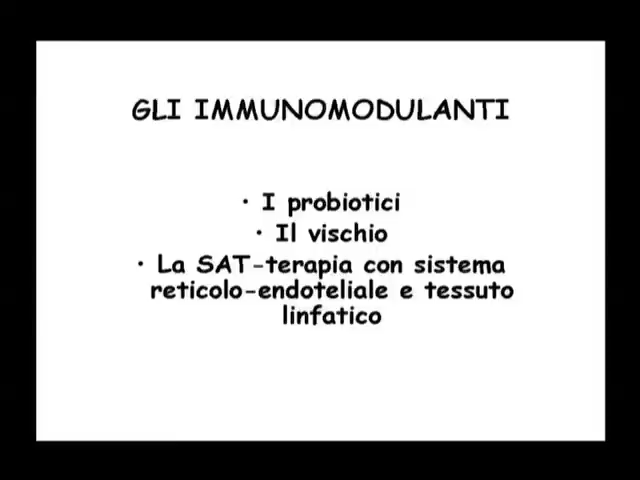 GLI IMMUNOMODULANTI
• I probiotici
• Il vischio
• La SAT-terapia con sistema
reticolo-endoteliale e tessuto
linfatico